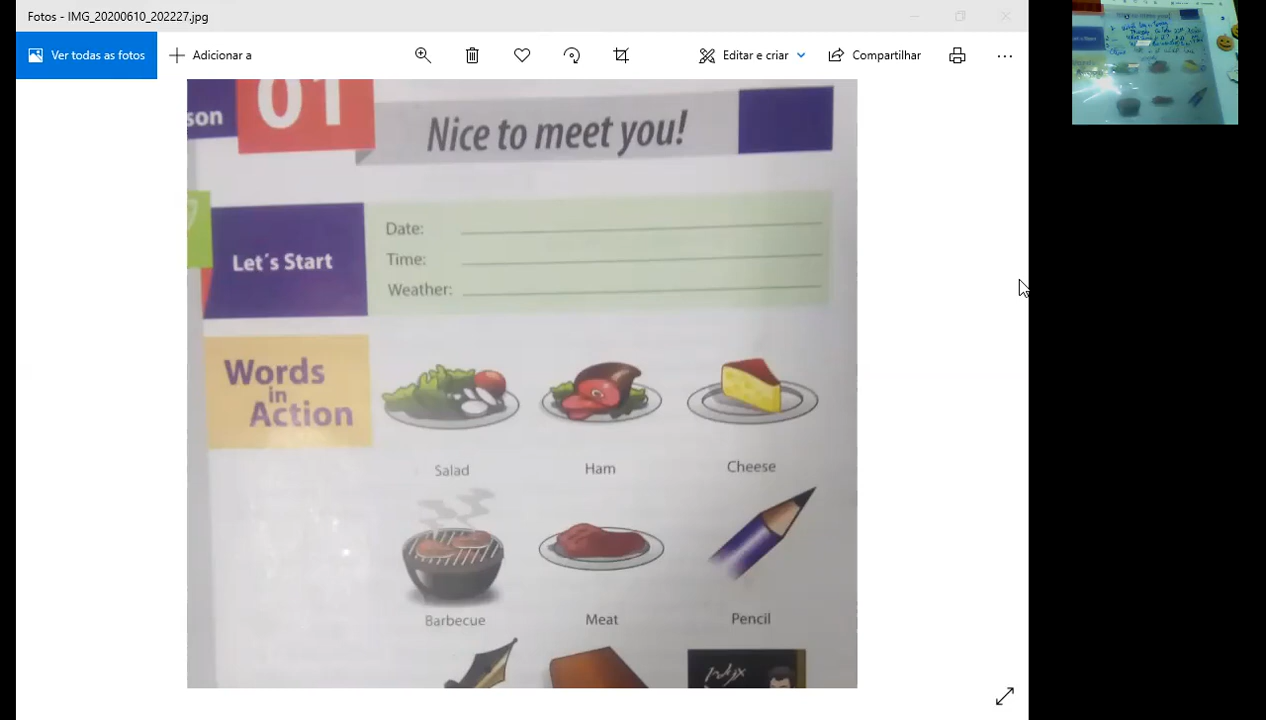 Fotos - IMG_20200610_202227.jpg
Ver todas as fotos
Adicionar a
Editar e criar
Compartilhar
son
01
Nice to meet you!
Let´s Start
Date:
Time:
Weather:
Words
in
Action
Salad
Ham
Cheese
Barbecue
Meat
Pencil